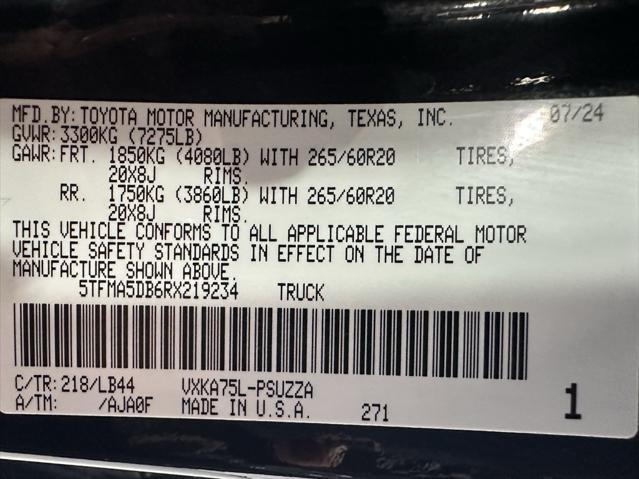 MFD.BY:TOYOTA MOTOR MANUFACTURING, TEXAS, INC. 07/24
GVWR:3300KG (7275LB)
GAWR:FRT. 1850KG (4080LB) WITH 265/60R20 TIRES,
20X8J RIMS.
RR. 1750KG (3860LB) WITH 265/60R20 TIRES,
20X8J RIMS.
THIS VEHICLE CONFORMS TO ALL APPLICABLE FEDERAL MOTOR
VEHICLE SAFETY STANDARDS IN EFFECT ON THE DATE OF
MANUFACTURE SHOWN ABOVE.
5TFMA5DB6RX219234 TRUCK
C/TR:218/LB44 VXKA75L-PSUZZA
A/TM: /AJA0F MADE IN U.S.A. 271 1